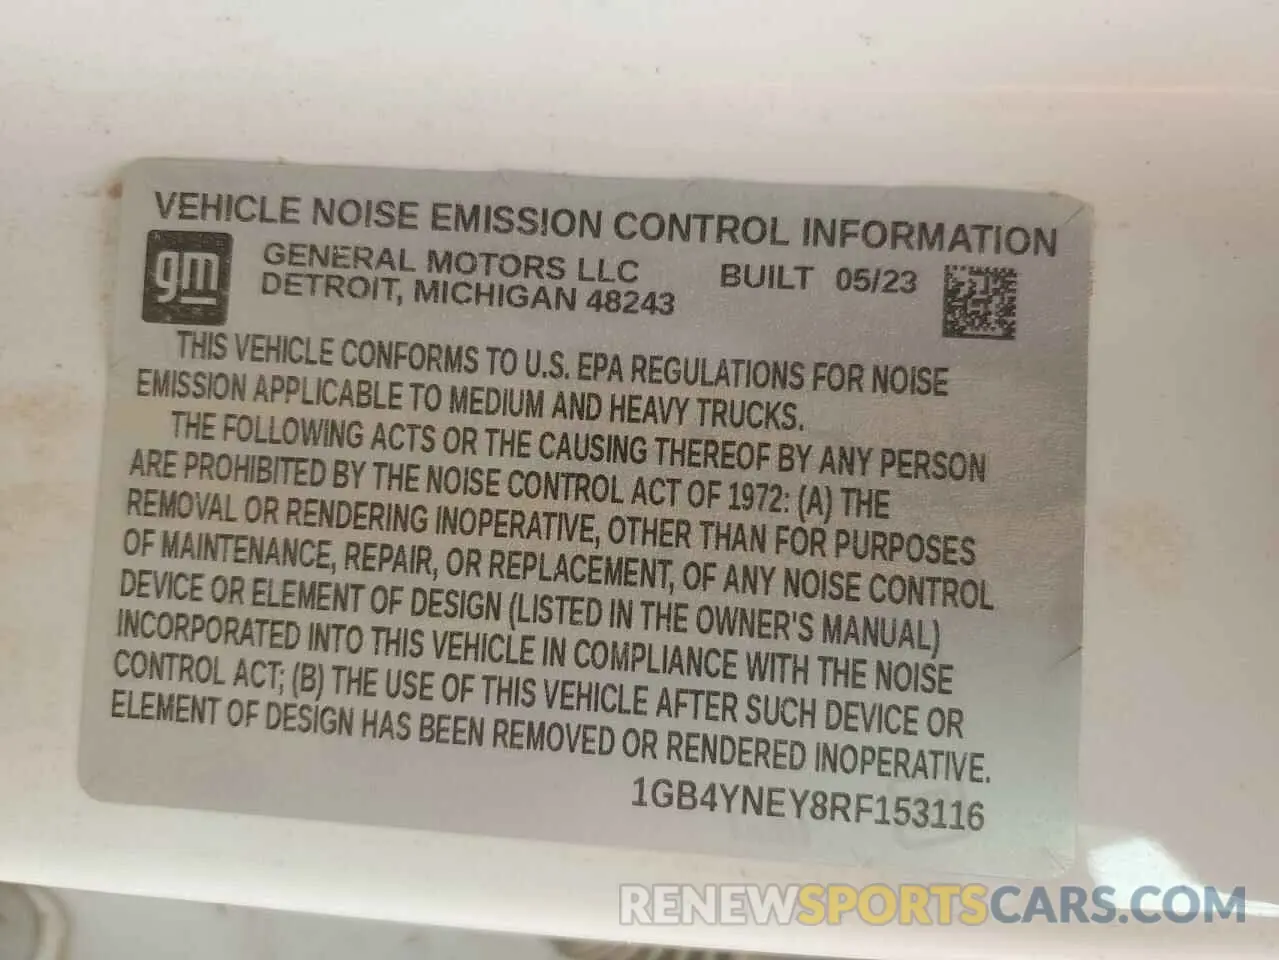 VEHICLE NOISE EMISSION CONTROL INFORMATION
gm
GENERAL MOTORS LLC BUILT 05/23
DETROIT, MICHIGAN 48243
THIS VEHICLE CONFORMS TO U.S. EPA REGULATIONS FOR NOISE
EMISSION APPLICABLE TO MEDIUM AND HEAVY TRUCKS.
THE FOLLOWING ACTS OR THE CAUSING THEREOF BY ANY PERSON
ARE PROHIBITED BY THE NOISE CONTROL ACT OF 1972: (A) THE
REMOVAL OR RENDERING INOPERATIVE, OTHER THAN FOR PURPOSES
OF MAINTENANCE, REPAIR, OR REPLACEMENT, OF ANY NOISE CONTROL
DEVICE OR ELEMENT OF DESIGN (LISTED IN THE OWNER'S MANUAL)
INCORPORATED INTO THIS VEHICLE IN COMPLIANCE WITH THE NOISE
CONTROL ACT; (B) THE USE OF THIS VEHICLE AFTER SUCH DEVICE OR
ELEMENT OF DESIGN HAS BEEN REMOVED OR RENDERED INOPERATIVE.
1GB4YNEY8RF153116
RENEWSPORTSCARS.COM